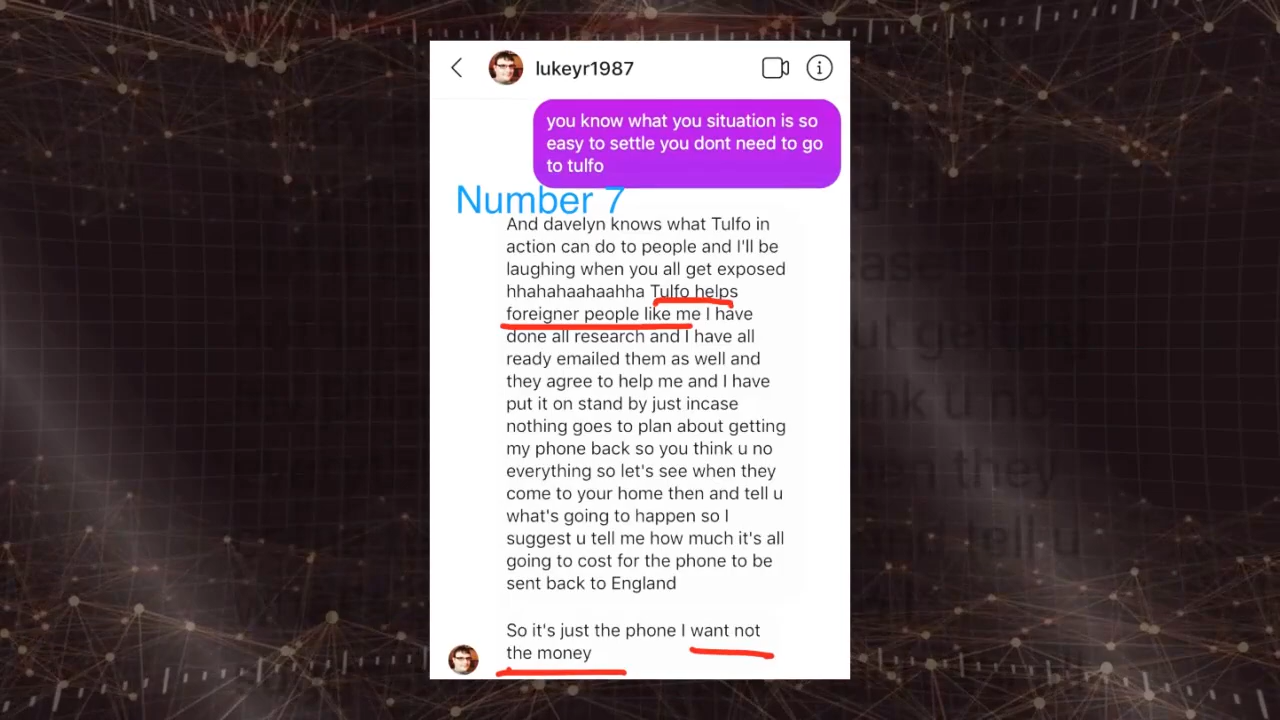 lukeyr1987
you know what you situation is so
easy to settle you dont need to go
to tulfo
Number 7
And davelyn knows what Tulfo in
action can do to people and I'll be
laughing when you all get exposed
hhahahaahaahha Tulfo helps
foreigner people like me I have
done all research and I have all
ready emailed them as well and
they agree to help me and I have
put it on stand by just incase
nothing goes to plan about getting
my phone back so you think u no
everything so let's see when they
come to your home then and tell u
what's going to happen so I
suggest u tell me how much it's all
going to cost for the phone to be
sent back to England
So it's just the phone I want not
the money